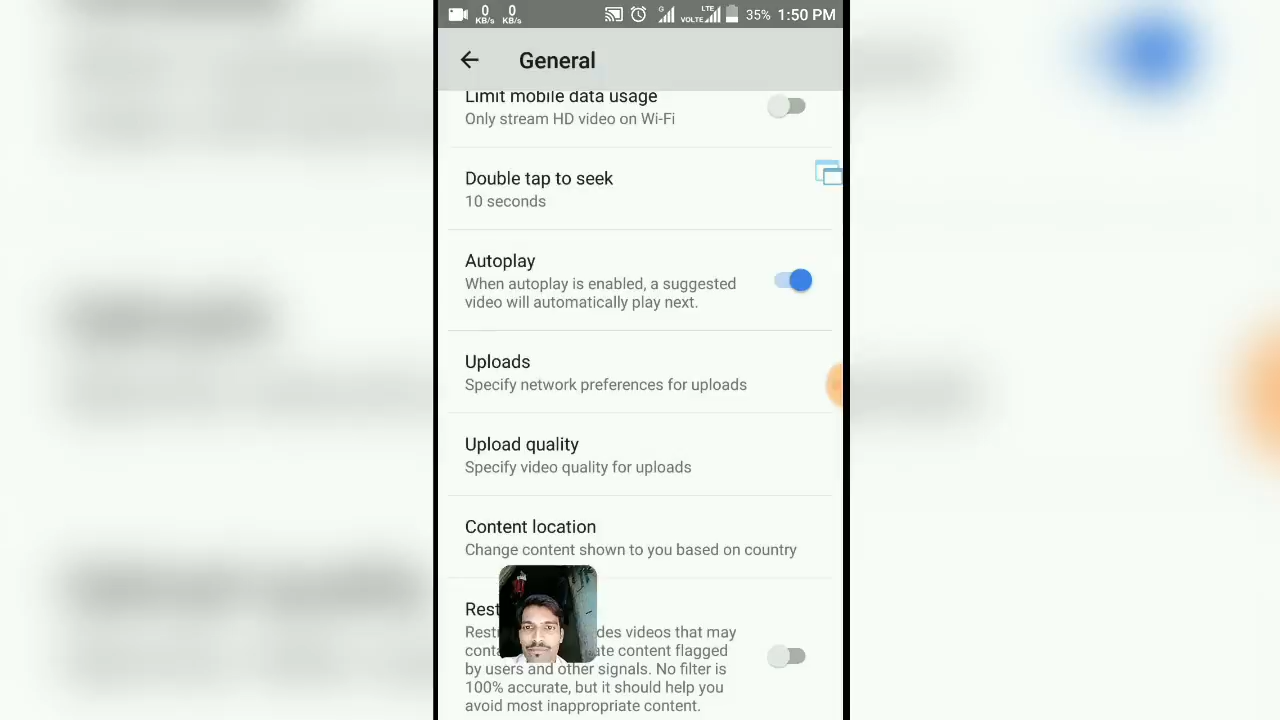 0 KB/s 0 KB/s G VOLTE LTE 35% 1:50 PM
General
Limit mobile data usage
Only stream HD video on Wi-Fi
Double tap to seek
10 seconds
Autoplay
When autoplay is enabled, a suggested
video will automatically play next.
Uploads
Specify network preferences for uploads
Upload quality
Specify video quality for uploads
Content location
Change content shown to you based on country
Rest
Restr des videos that may
conta ate content flagged
by users and other signals. No filter is
100% accurate, but it should help you
avoid most inappropriate content.